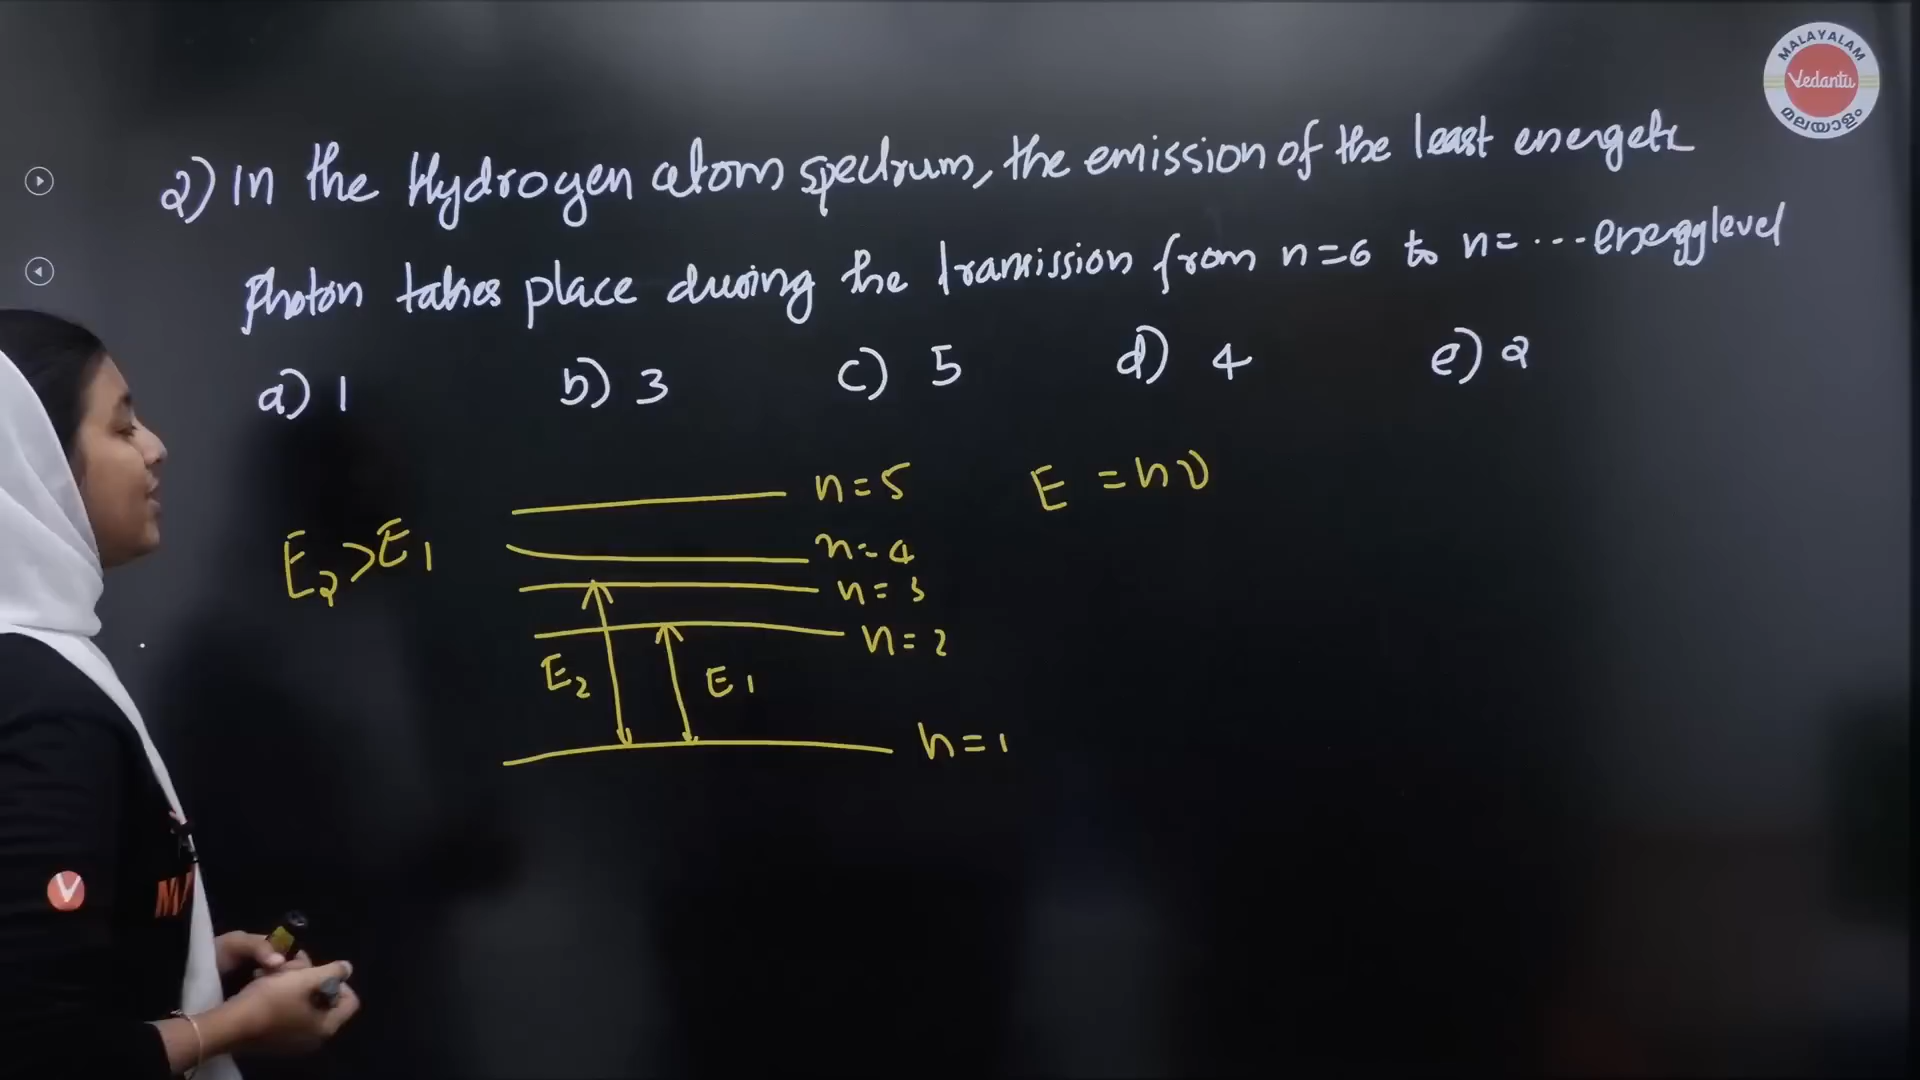 MALAYALAM
Vedantu
മലയാളം
2) In the Hydrogen atom spectrum, the emission of the least energetic
photon takes place during the tranission from n=6 to n= ... energy level
a) 1 b) 3 c) 5 d) 4 e) 2
n=5 E = hν
E2 > E1 n=4
n=3
n=2
E2 E1
n=1
V